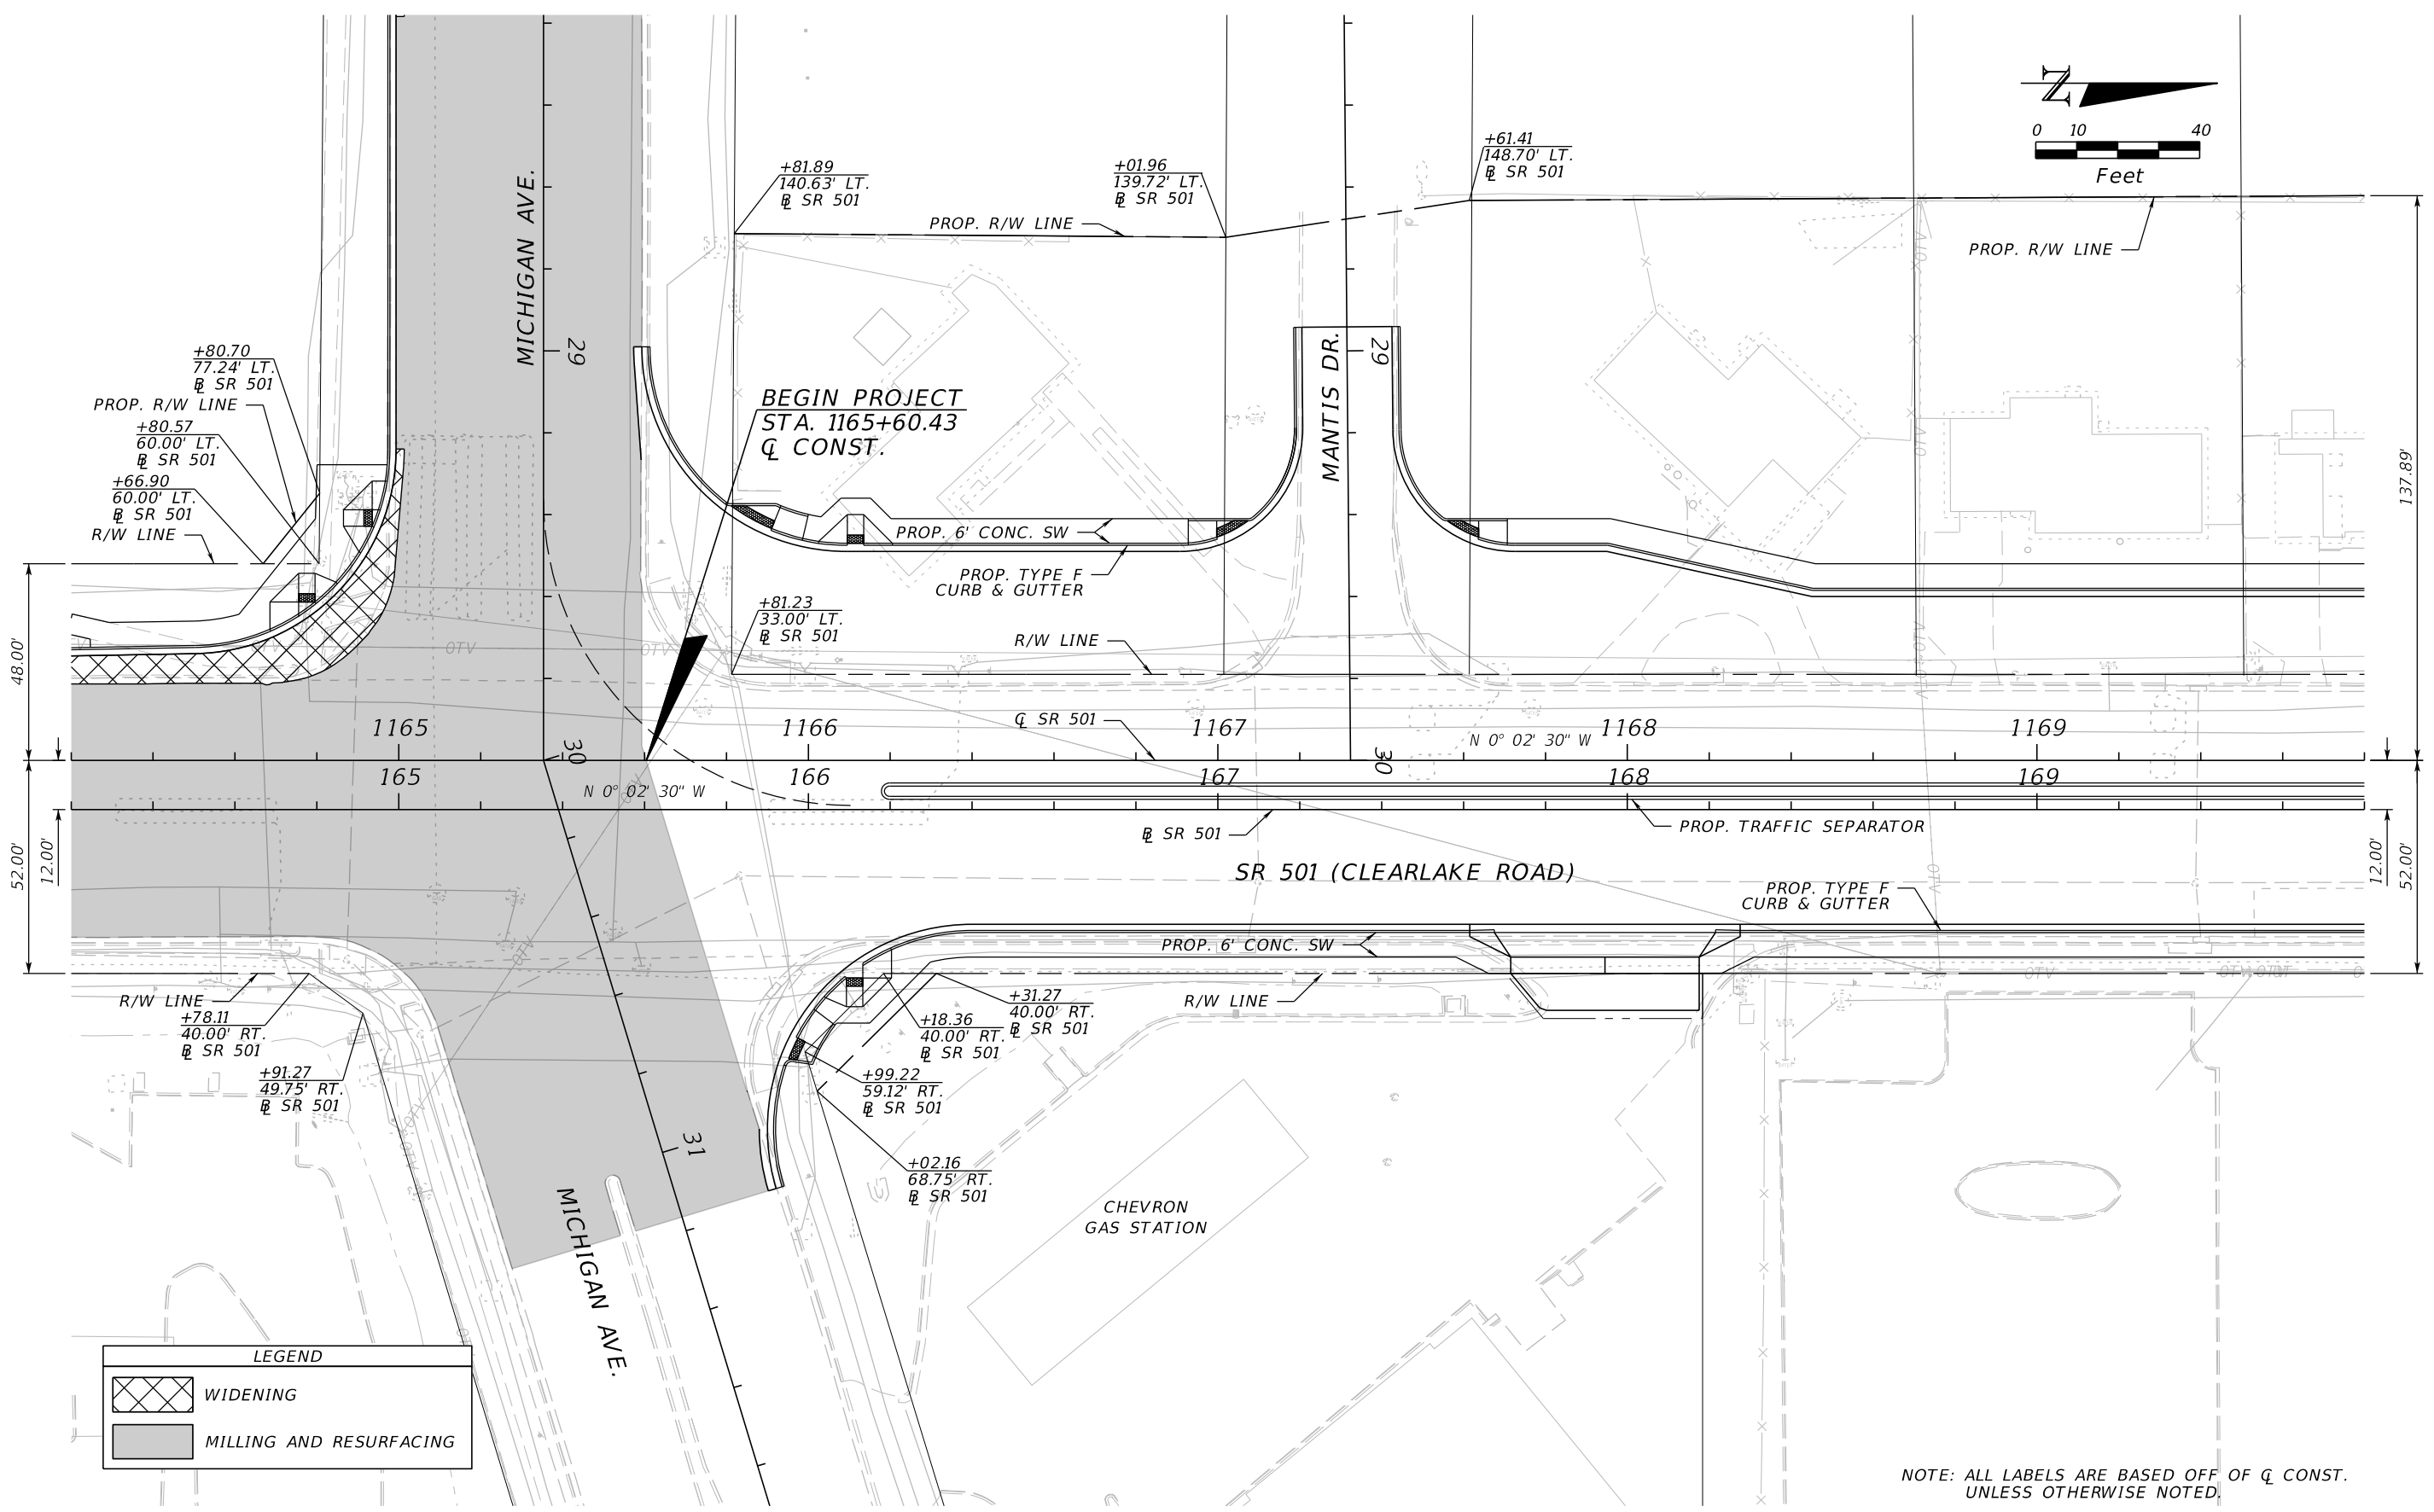 N
0 10 40
Feet
+61.41
148.70' LT.
℄ SR 501
+81.89
140.63' LT.
℄ SR 501
+01.96
139.72' LT.
℄ SR 501
PROP. R/W LINE
PROP. R/W LINE
MICHIGAN AVE.
29
MANTIS DR.
29
+80.70
77.24' LT.
℄ SR 501
PROP. R/W LINE
+80.57
60.00' LT.
℄ SR 501
+66.90
60.00' LT.
℄ SR 501
R/W LINE
BEGIN PROJECT
STA. 1165+60.43
℄ CONST.
137.89'
PROP. 6' CONC. SW
PROP. TYPE F
CURB & GUTTER
+81.23
33.00' LT.
℄ SR 501
R/W LINE
48.00'
OTV OTV OTV
℄ SR 501
1165 1166 1167 1168 1169
N 0° 02' 30" W
30 30
165 166 167 168 169
N 0° 02' 30" W
℄ SR 501
PROP. TRAFFIC SEPARATOR
52.00'
12.00'
12.00'
52.00'
SR 501 (CLEARLAKE ROAD)
PROP. TYPE F
CURB & GUTTER
PROP. 6' CONC. SW
R/W LINE
R/W LINE
+78.11
40.00' RT.
℄ SR 501
+91.27
49.75' RT.
℄ SR 501
+31.27
40.00' RT.
℄ SR 501
+18.36
40.00' RT.
℄ SR 501
+99.22
59.12' RT.
℄ SR 501
+02.16
68.75' RT.
℄ SR 501
31
MICHIGAN AVE.
CHEVRON
GAS STATION
LEGEND
WIDENING
MILLING AND RESURFACING
NOTE: ALL LABELS ARE BASED OFF OF ℄ CONST.
UNLESS OTHERWISE NOTED.